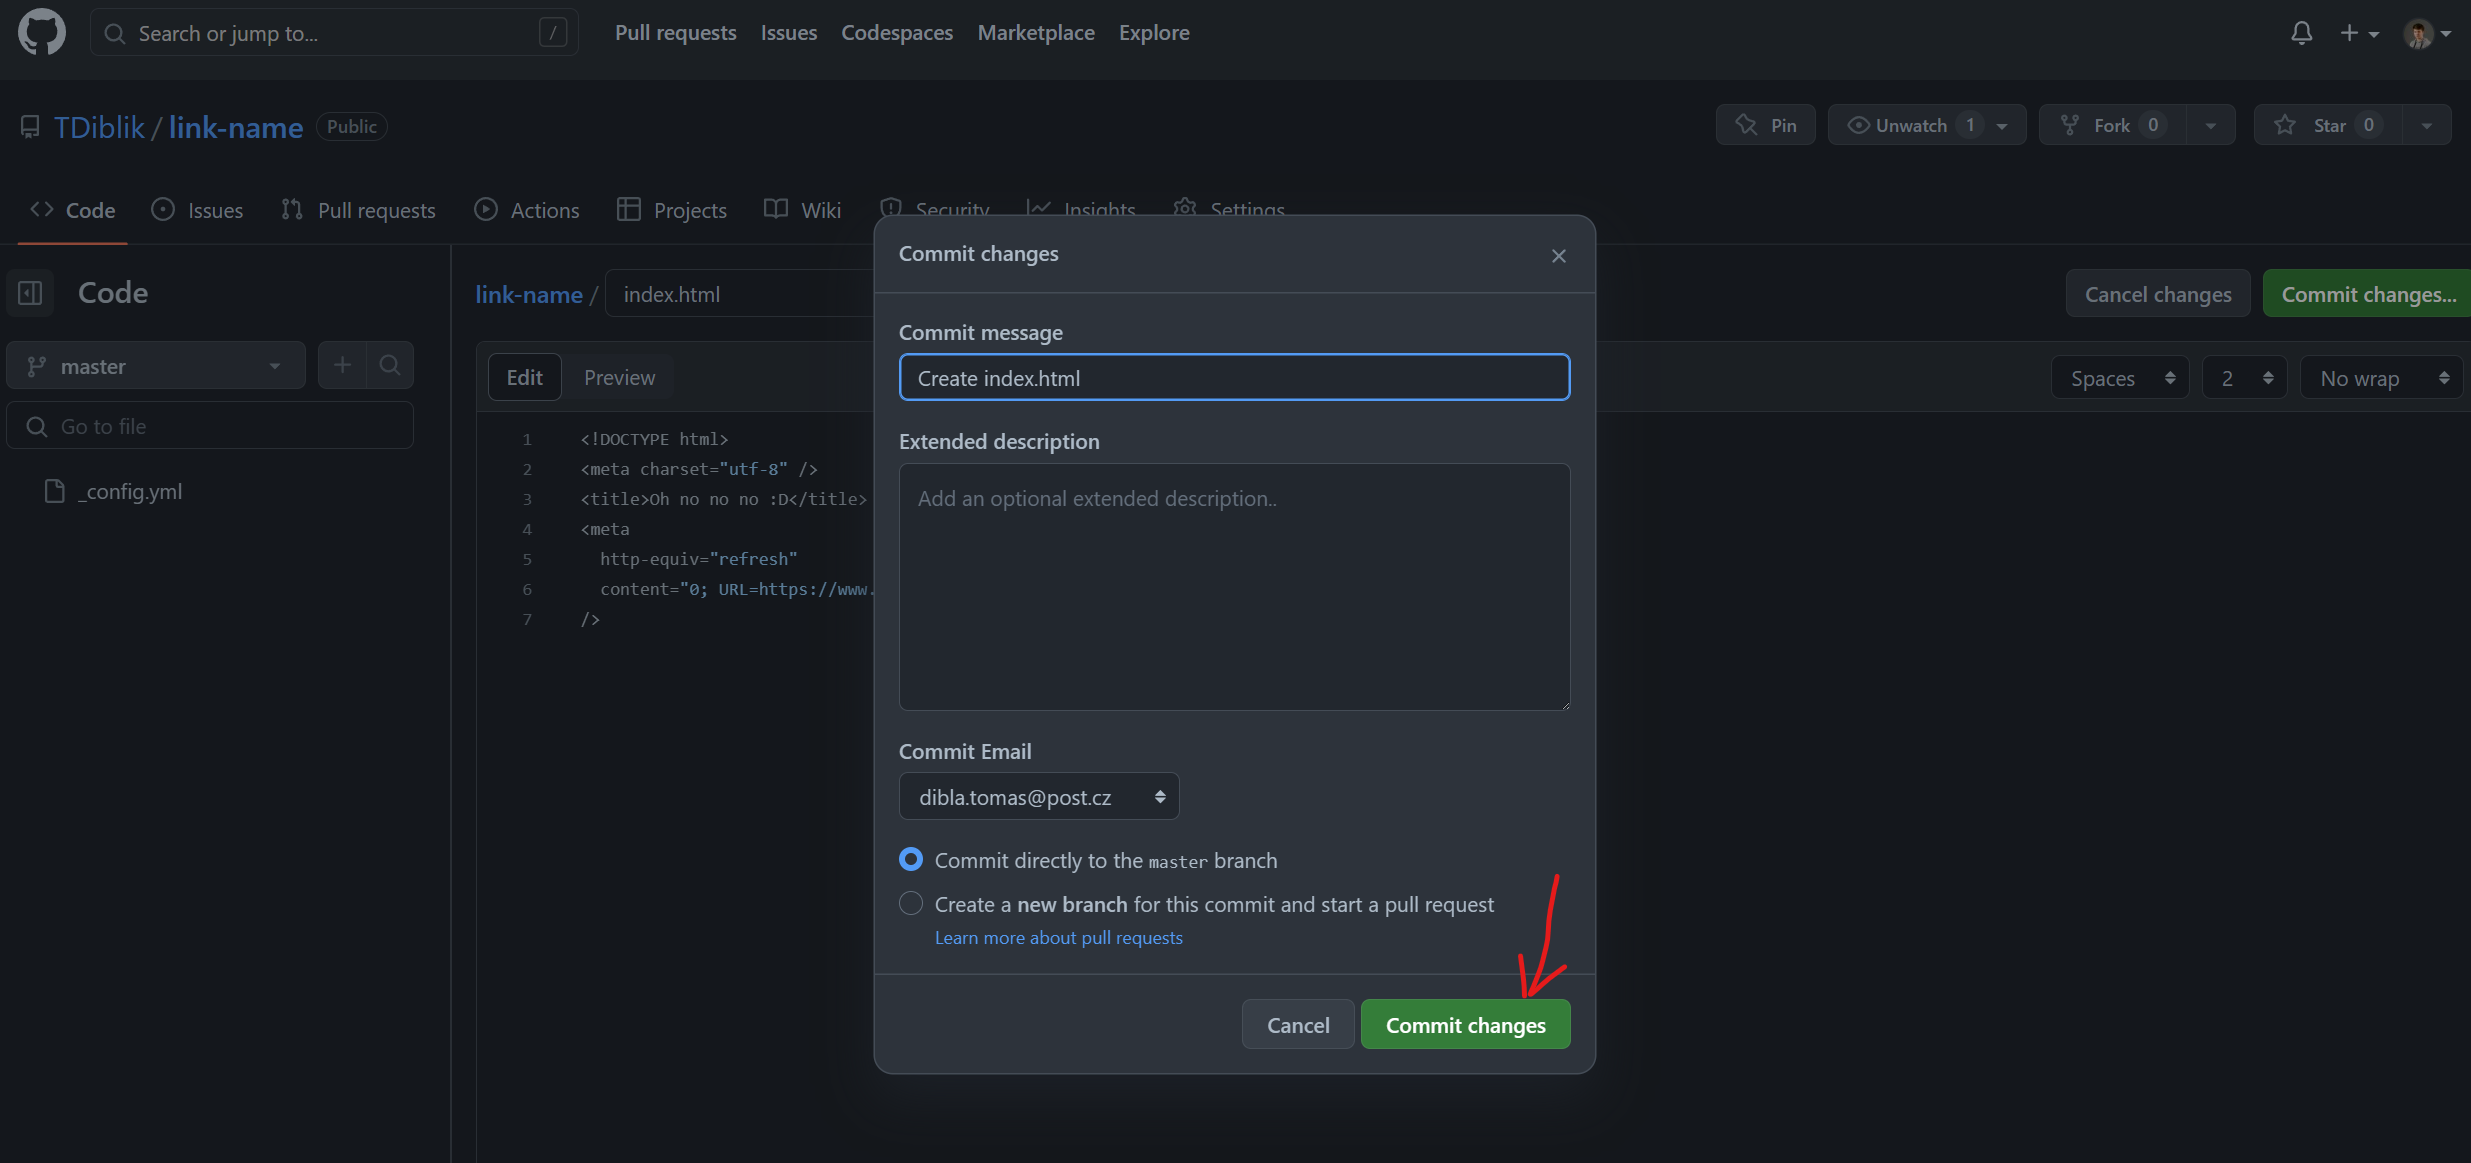 Search or jump to... /
Pull requests Issues Codespaces Marketplace Explore
TDiblik / link-name Public
Pin Unwatch 1 Fork 0 Star 0
Code Issues Pull requests Actions Projects Wiki Security Insights Settings
Code
master
Go to file
_config.yml
link-name / index.html
Cancel changes Commit changes...
Edit Preview
Spaces 2 No wrap
1 <!DOCTYPE html>
2 <meta charset="utf-8" />
3 <title>Oh no no no :D</title>
4 <meta
5 http-equiv="refresh"
6 content="0; URL=https://www.
7 />
Commit changes
Commit message
Create index.html
Extended description
Add an optional extended description..
Commit Email
dibla.tomas@post.cz
Commit directly to the master branch
Create a new branch for this commit and start a pull request
Learn more about pull requests
Cancel Commit changes